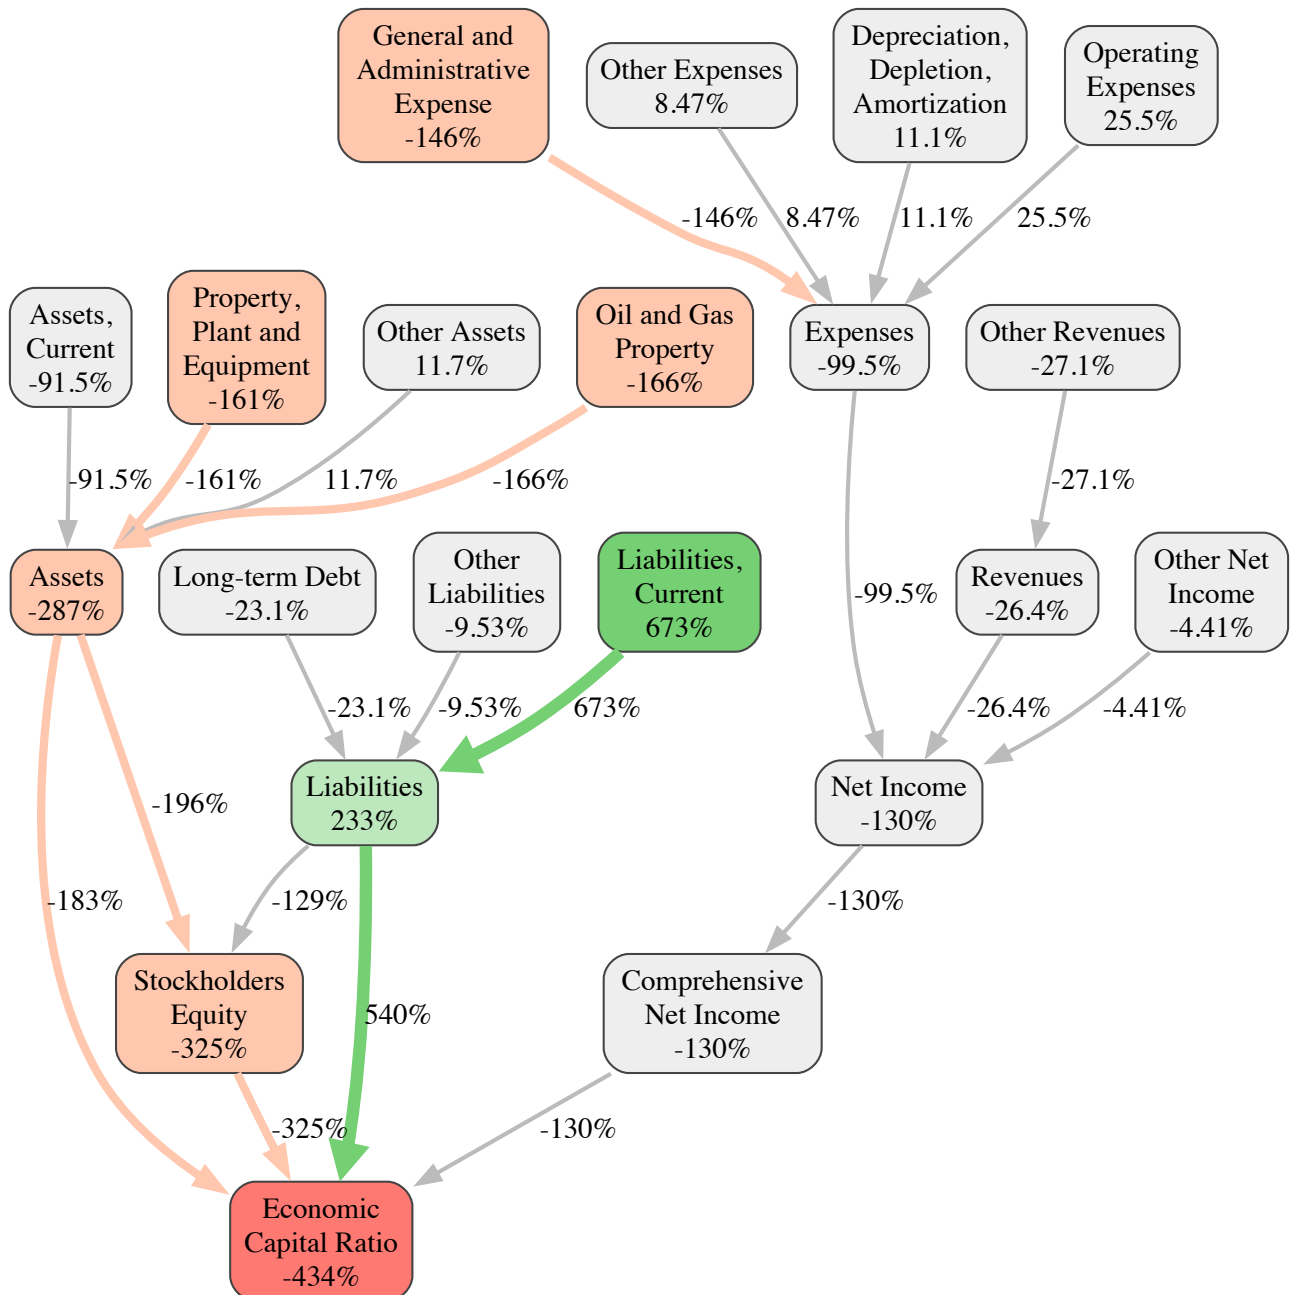 General and
Administrative
Expense
-146%
Other Expenses
8.47%
Depreciation,
Depletion,
Amortization
11.1%
Operating
Expenses
25.5%
-146%
8.47%
11.1%
25.5%
Assets,
Current
-91.5%
Property,
Plant and
Equipment
-161%
Other Assets
11.7%
Oil and Gas
Property
-166%
Expenses
-99.5%
Other Revenues
-27.1%
-91.5%
-161%
11.7%
-166%
-27.1%
Assets
-287%
Long-term Debt
-23.1%
Other
Liabilities
-9.53%
Liabilities,
Current
673%
-99.5%
Revenues
-26.4%
Other Net
Income
-4.41%
-23.1%
-9.53%
673%
-26.4%
-4.41%
-196%
Liabilities
233%
Net Income
-130%
-183%
-129%
-130%
Stockholders
Equity
-325%
540%
Comprehensive
Net Income
-130%
-325%
-130%
Economic
Capital Ratio
-434%